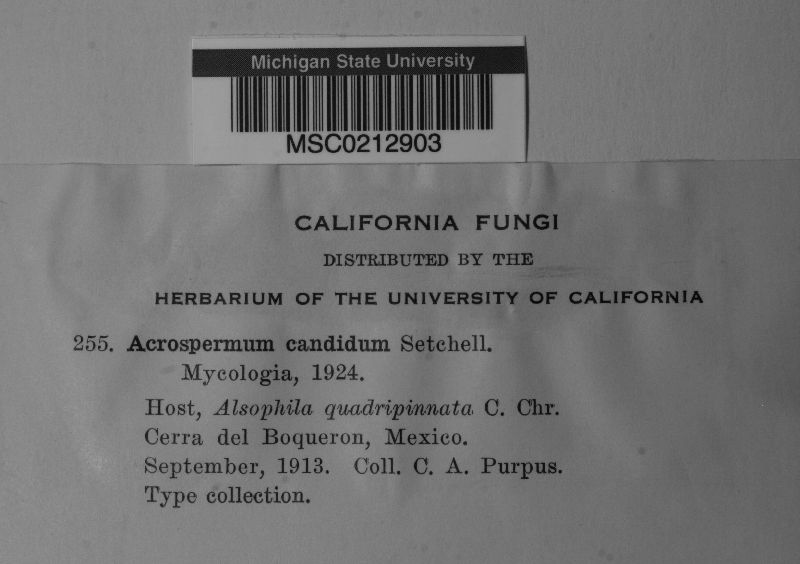 Michigan State University
MSC0212903
CALIFORNIA FUNGI
DISTRIBUTED BY THE
HERBARIUM OF THE UNIVERSITY OF CALIFORNIA
255. Acrospermum candidum Setchell.
Mycologia, 1924.
Host, Alsophila quadripinnata C. Chr.
Cerra del Boqueron, Mexico.
September, 1913. Coll. C. A. Purpus.
Type collection.